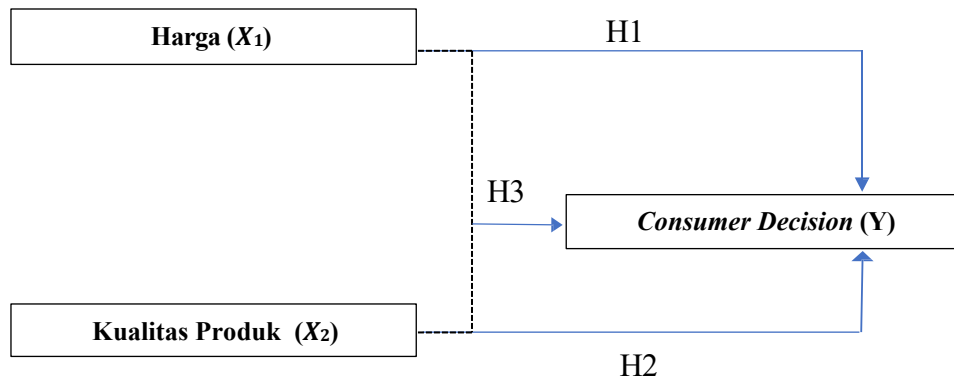 Harga (X1)
H1
H3
Consumer Decision (Y)
Kualitas Produk (X2)
H2